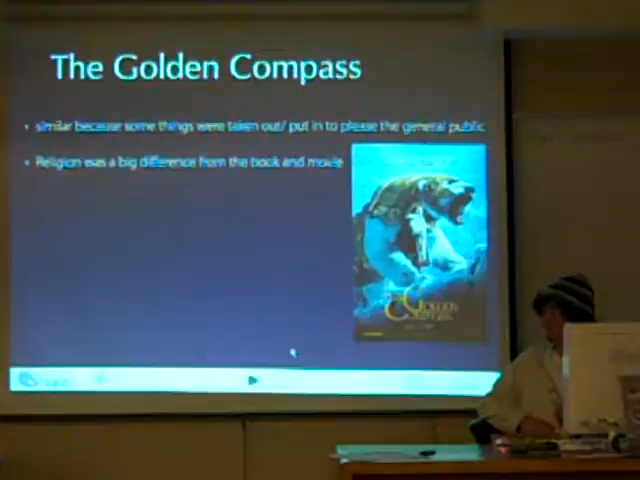 The Golden Compass
similar because some things were taken out/ put in to please the general public
Religion was a big difference from the book and movie